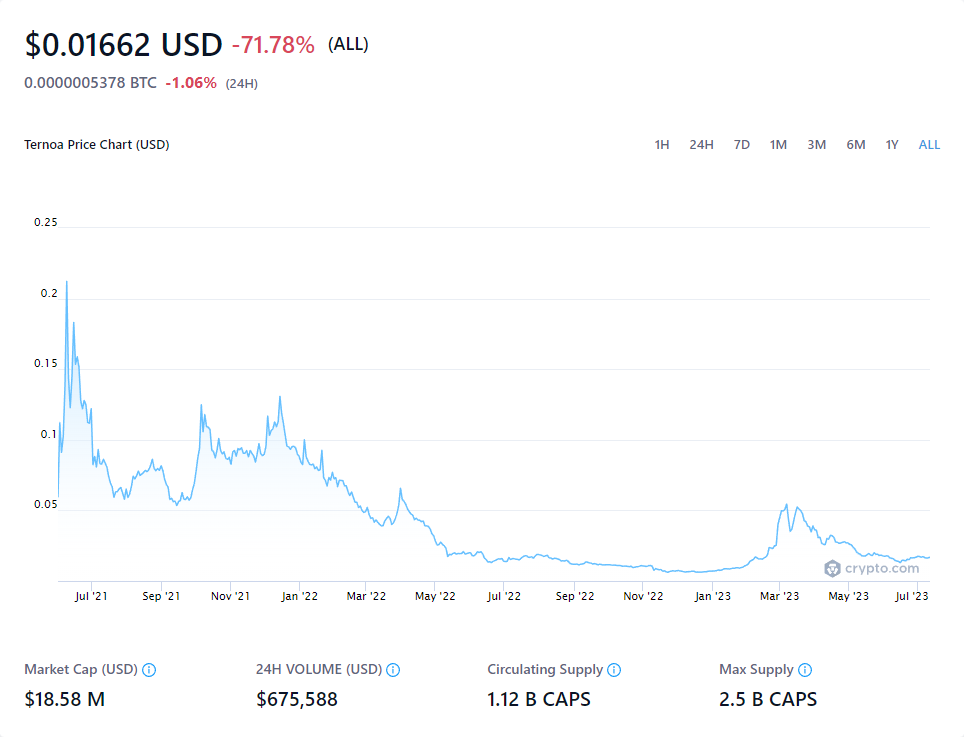 $0.01662 USD -71.78% (ALL)
0.0000005378 BTC -1.06% (24H)
Ternoa Price Chart (USD) 1H 24H 7D 1M 3M 6M 1Y ALL
0.25
0.2
0.15
0.1
0.05
crypto.com
Jul '21 Sep '21 Nov '21 Jan '22 Mar '22 May '22 Jul '22 Sep '22 Nov '22 Jan '23 Mar '23 May '23 Jul '23
Market Cap (USD) 24H VOLUME (USD) Circulating Supply Max Supply
$18.58 M $675,588 1.12 B CAPS 2.5 B CAPS